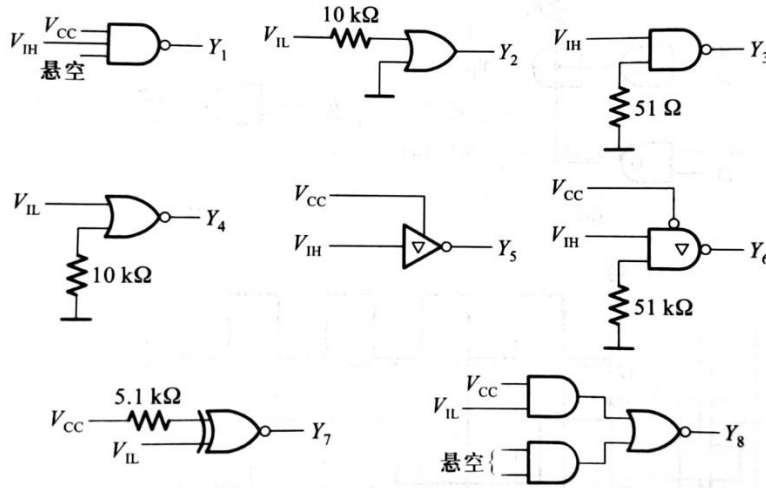 V_CC
V_IH
悬空
Y_1
10 kΩ
V_IL
Y_2
V_IH
Y_3
51 Ω
V_IL
Y_4
10 kΩ
V_CC
V_IH
Y_5
V_CC
V_IH
Y_6
51 kΩ
5.1 kΩ
V_CC
V_IL
Y_7
V_CC
V_IL
悬空
Y_8